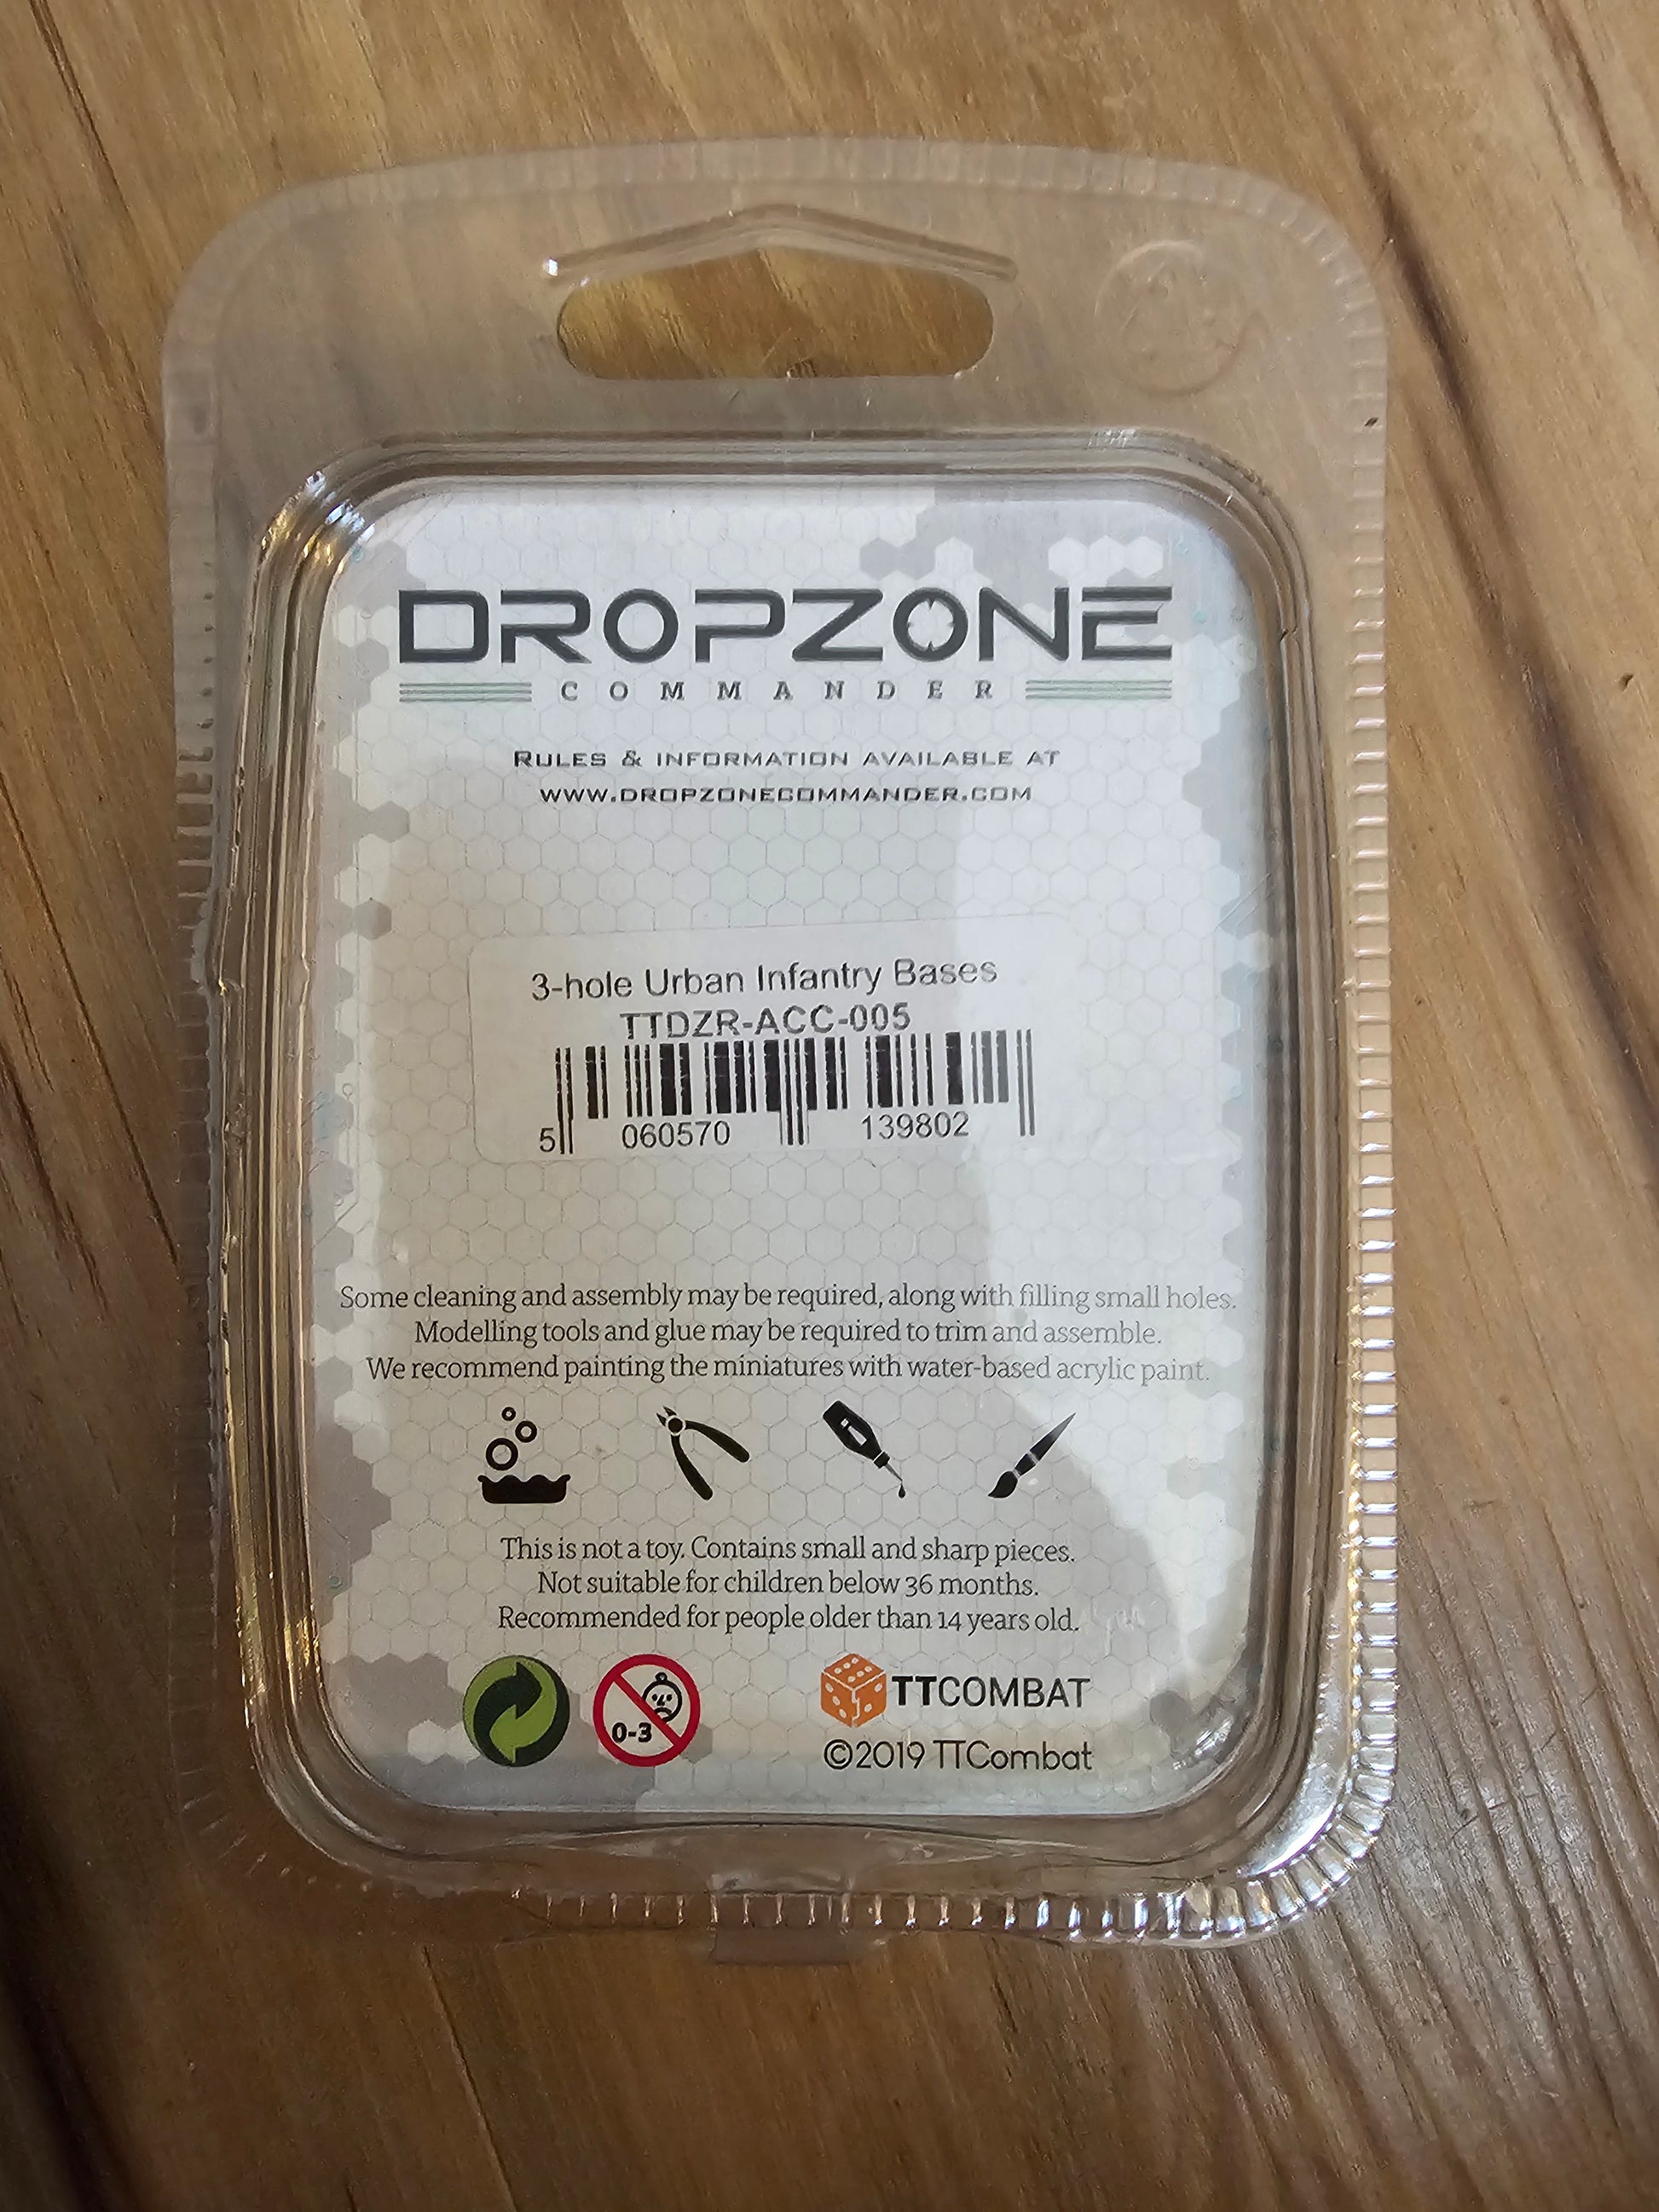 DROPZONE
COMMANDER
RULES & INFORMATION AVAILABLE AT
WWW.DROPZONECOMMANDER.COM
3-hole Urban Infantry Bases
TTDZR-ACC-005
5 060570 139802
Some cleaning and assembly may be required, along with filling small holes.
Modelling tools and glue may be required to trim and assemble.
We recommend painting the miniatures with water-based acrylic paint.
This is not a toy. Contains small and sharp pieces.
Not suitable for children below 36 months.
Recommended for people older than 14 years old.
0-3
TTCOMBAT
©2019 TTCombat